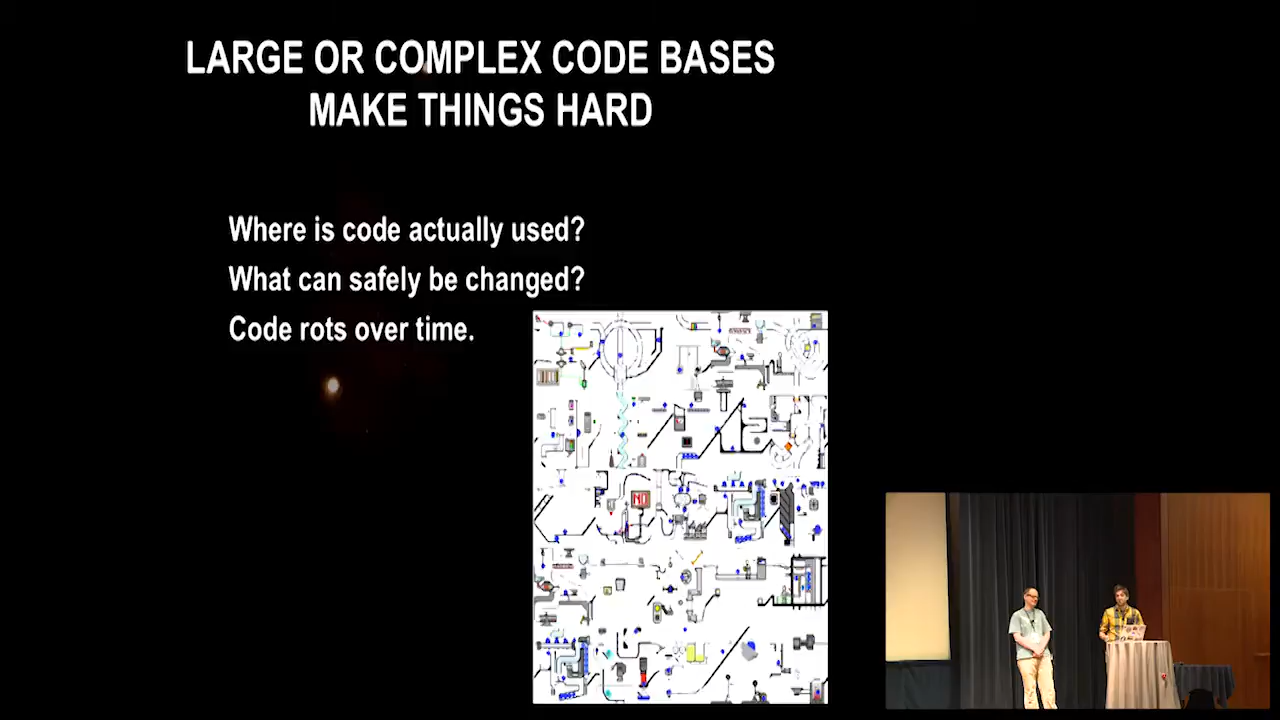 LARGE OR COMPLEX CODE BASES
MAKE THINGS HARD
Where is code actually used?
What can safely be changed?
Code rots over time.
NO